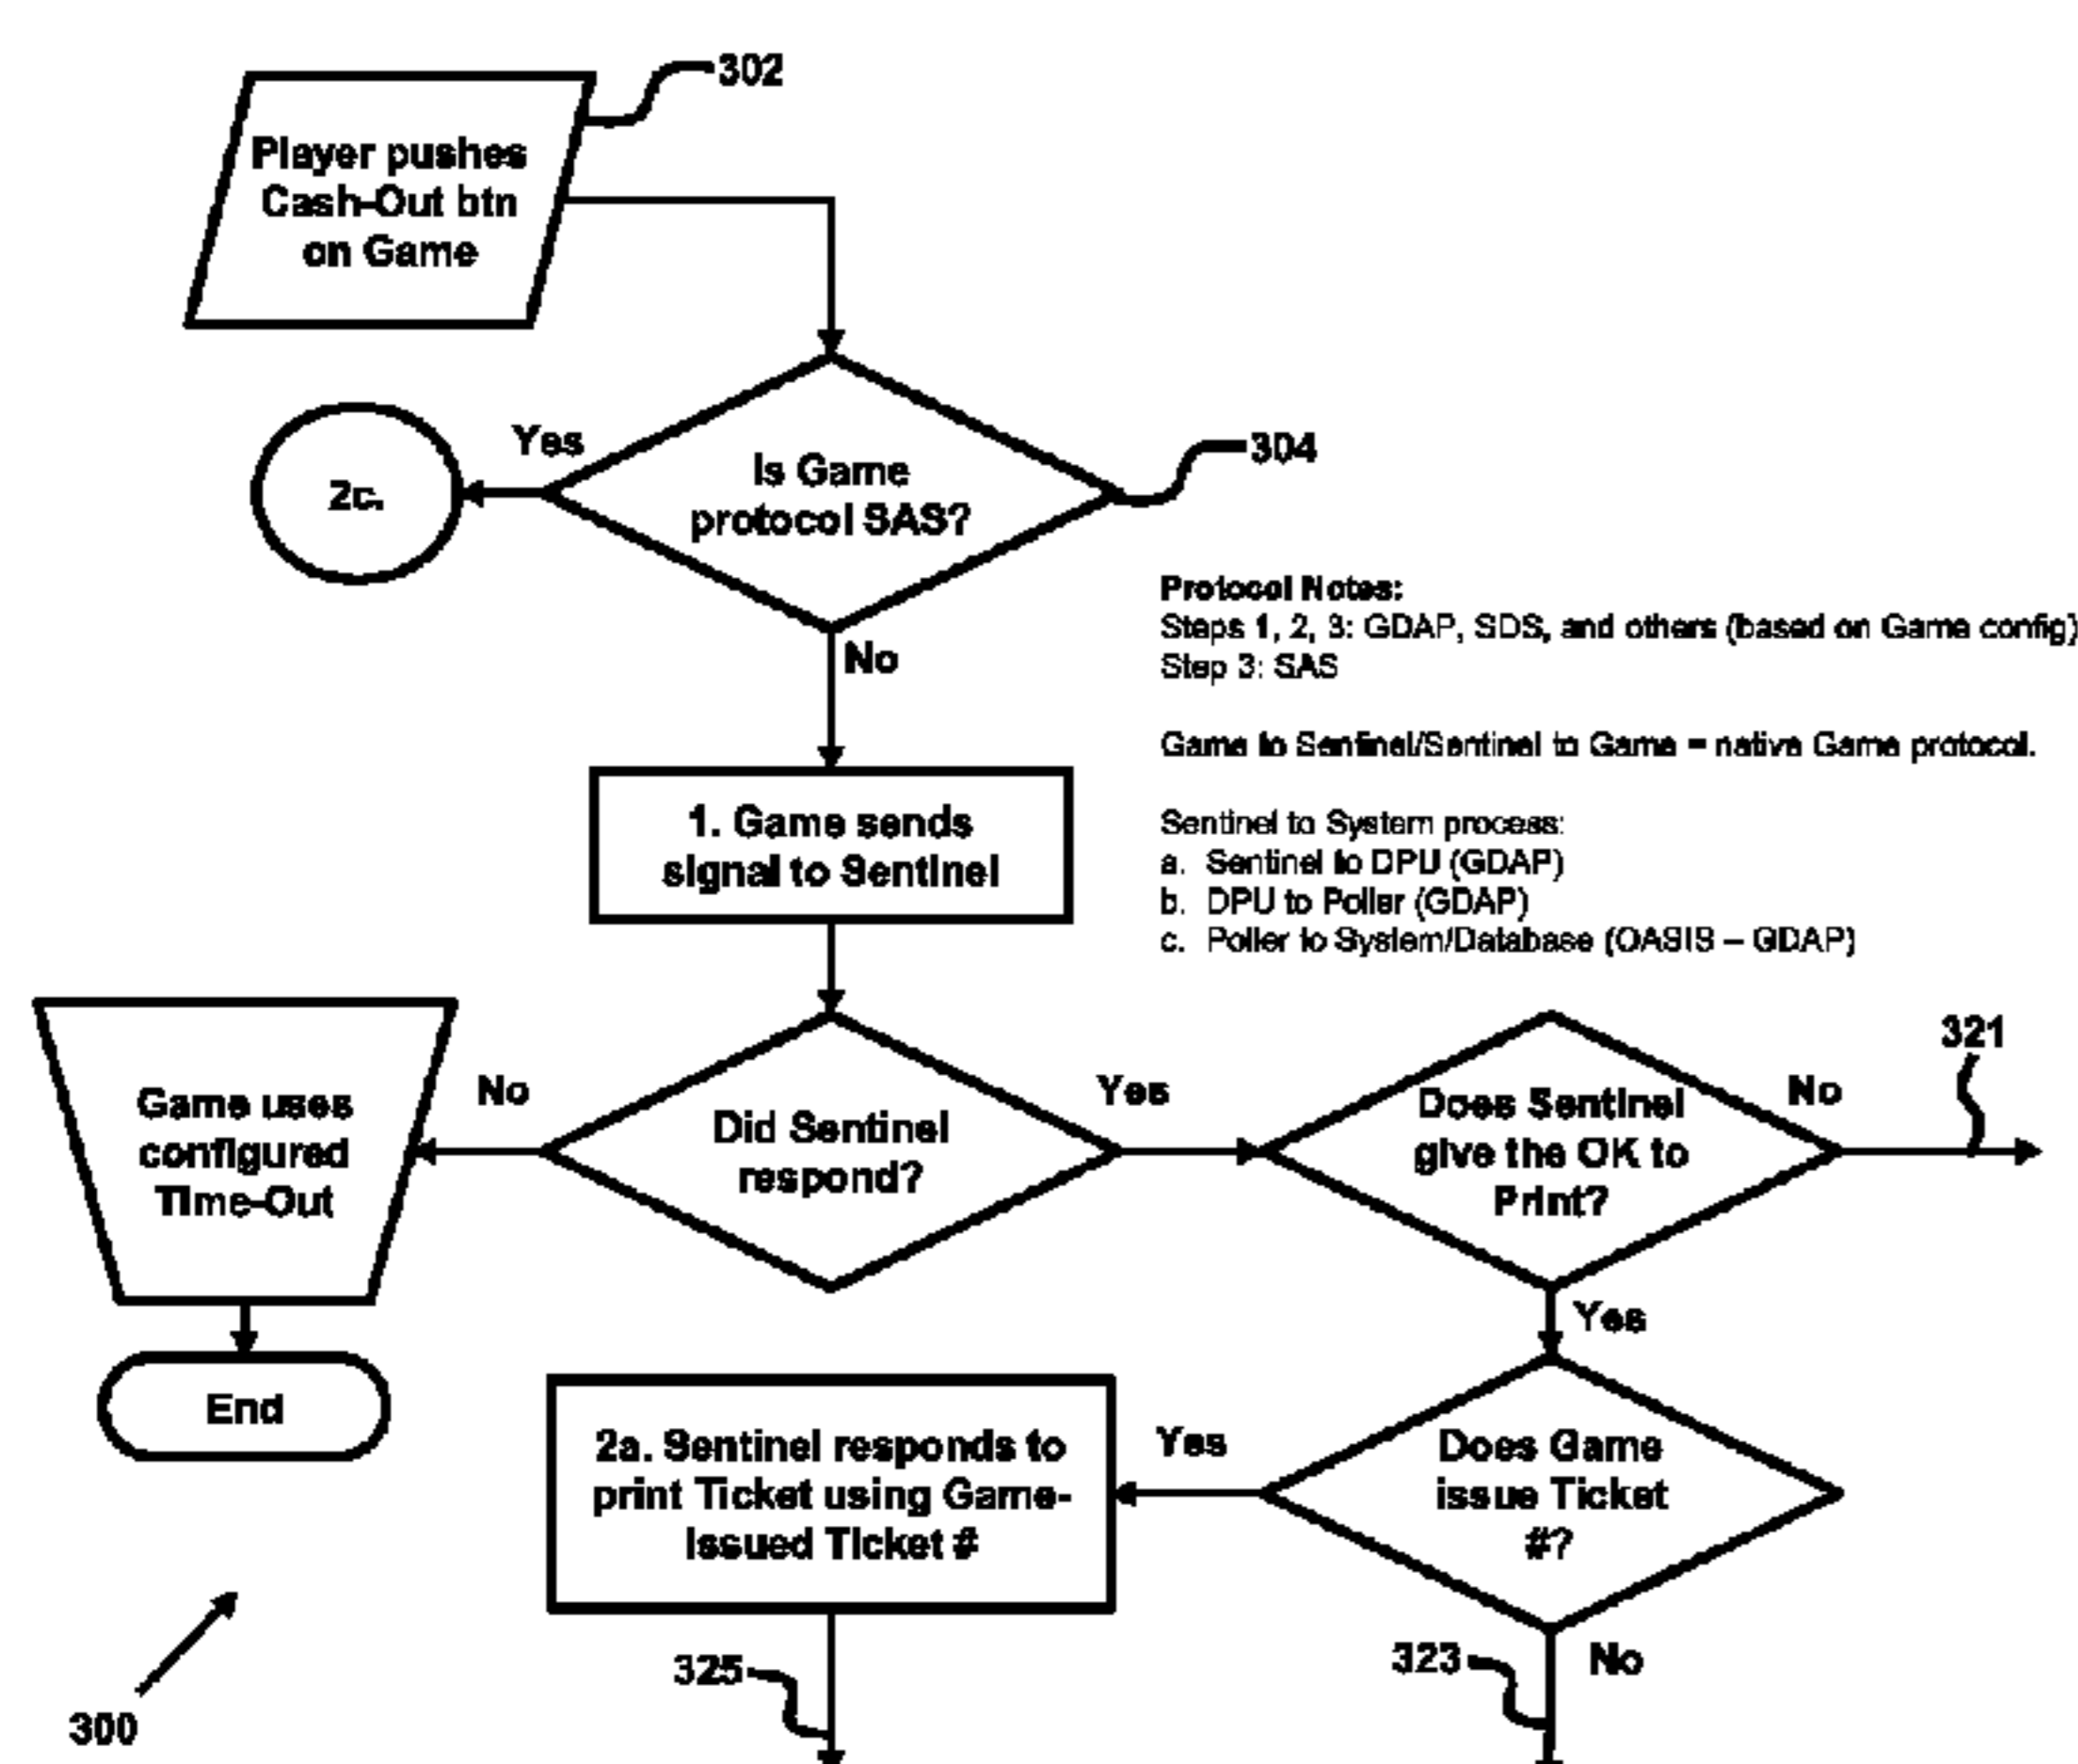 302
Player pushes
Cash-Out btn
on Game
Yes
304
2c.
Is Game
protocol SAS?
No
Protocol Notes:
Steps 1, 2, 3: GDAP, SDS, and others (based on Game config)
Step 3: SAS
Game to Sentinel/Sentinel to Game = native Game protocol.
Sentinel to System process:
a. Sentinel to DPU (GDAP)
b. DPU to Poller (GDAP)
c. Poller to System/Database (OASIS – GDAP)
1. Game sends
signal to Sentinel
Game uses
configured
Time-Out
No
Did Sentinel
respond?
Yes
Does Sentinel
give the OK to
Print?
No
321
Yes
End
2a. Sentinel responds to
print Ticket using Game-
Issued Ticket #
Yes
Does Game
issue Ticket
#?
300
325
323
No